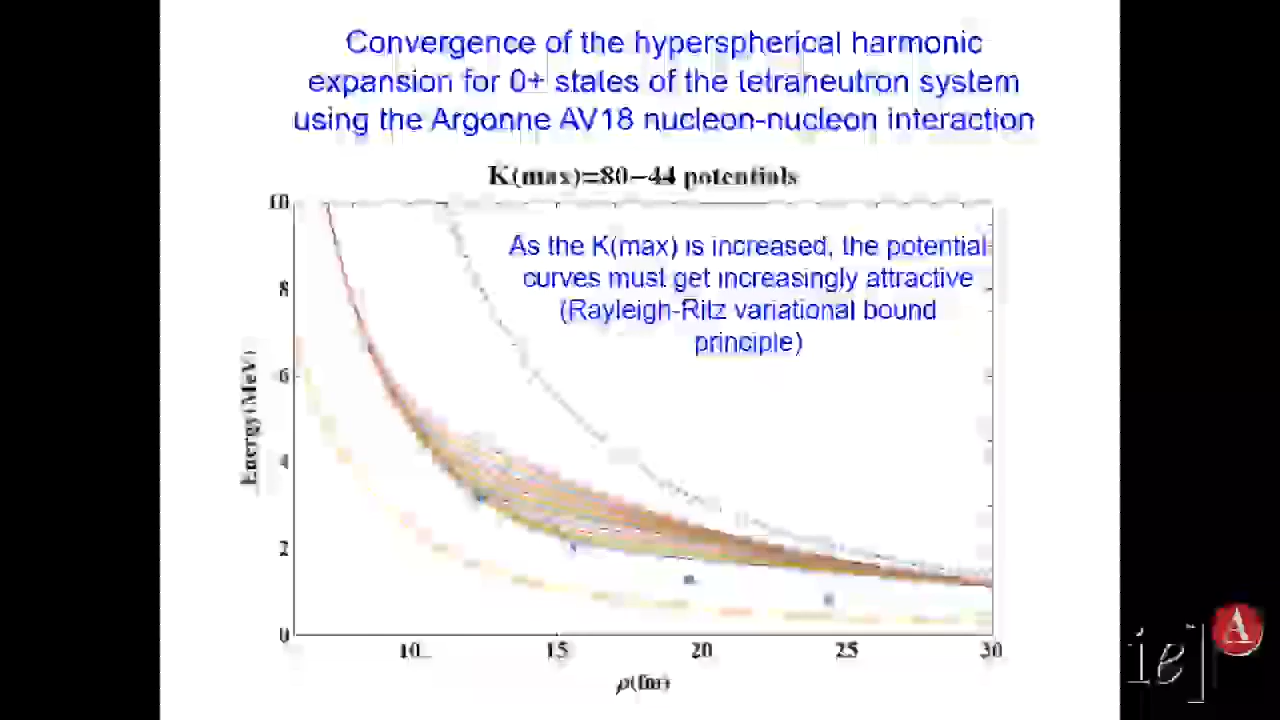 Convergence of the hyperspherical harmonic
expansion for 0+ states of the tetraneutron system
using the Argonne AV18 nucleon-nucleon interaction
K(max)=80−44 potentials
As the K(max) is increased, the potential
curves must get increasingly attractive
(Rayleigh-Ritz variational bound
principle)
10
8
6
4
2
0
Energy(MeV)
10
15
20
25
30
ρ(fm)
A
ie]